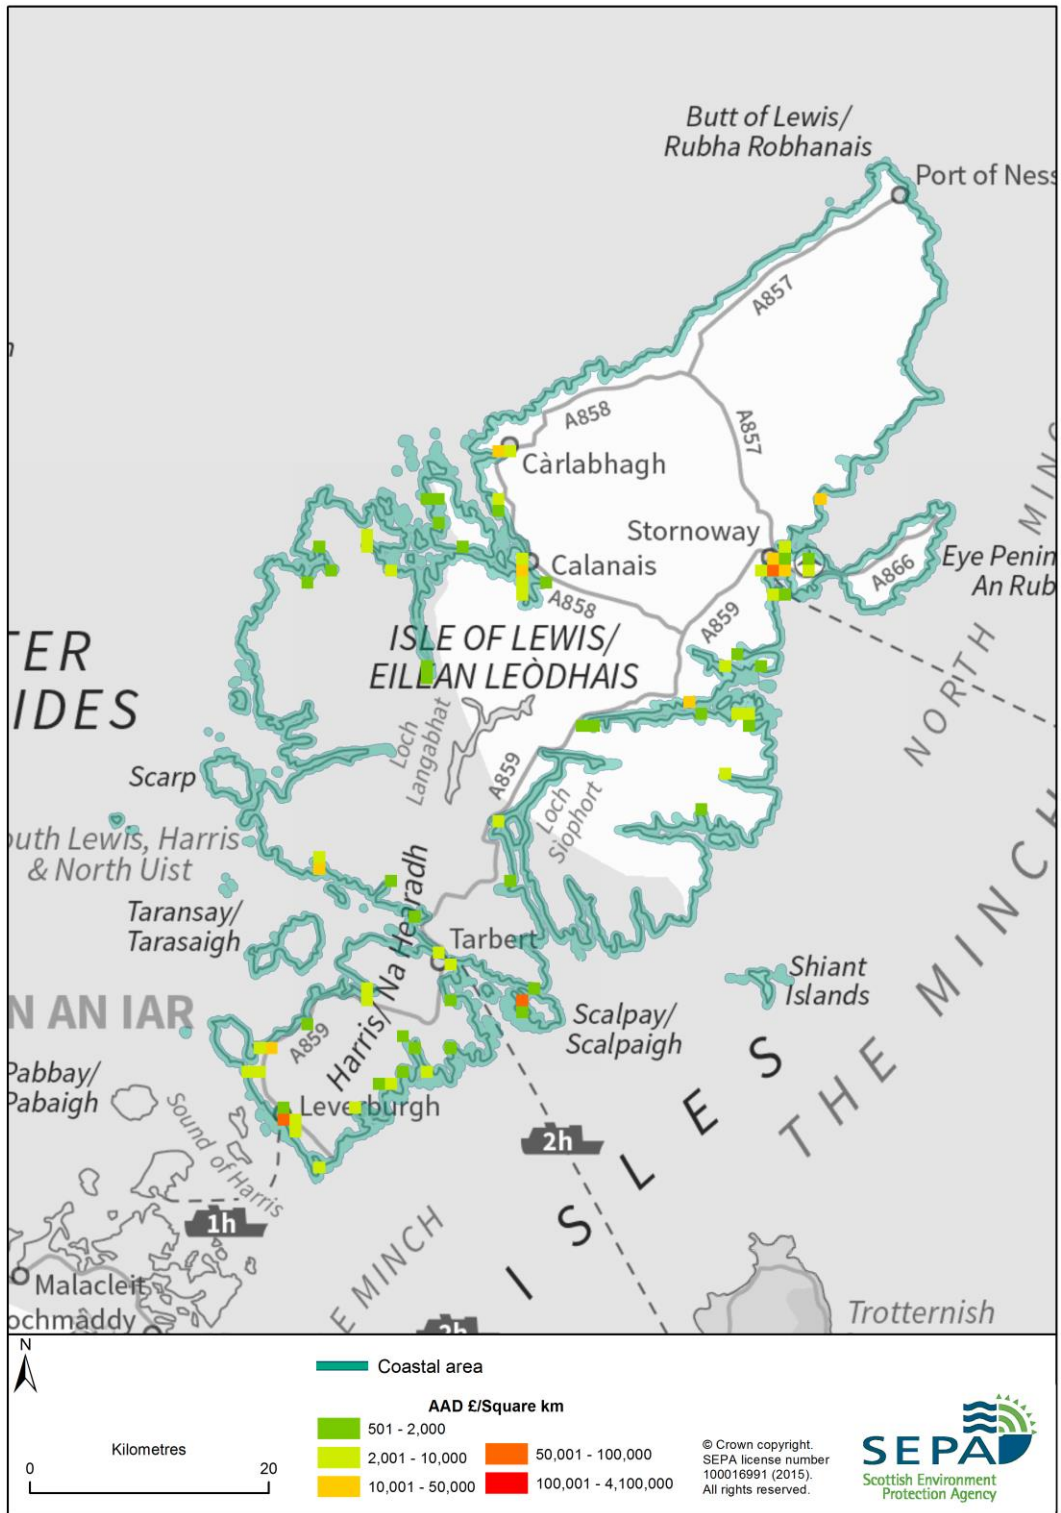 Butt of Lewis/
Rubha Robhanais
Port of Ness
A857
A858
A857
Càrlabhagh
Stornoway
Calanais
A858
A859
A866
Eye Penin
An Rub
ISLE OF LEWIS/
EILEAN LEÒDHAIS
TER
IDES
NORTH MINC
Loch
Langabhat
A859
Loch
Siophort
Scarp
outh Lewis, Harris
& North Uist
Taransay/
Tarasaigh
Harris/Na Hearadh
Tarbert
N AN IAR
A859
Scalpay/
Scalpaigh
Shiant
Islands
Pabbay/
Pabaigh
Sound of Harris
Leverburgh
THE MINCH
ISLES
2h
1h
E MINCH
2h
Malacleit
ochmaddy
Trotternish
N
Kilometres
0 20
Coastal area
AAD £/Square km
501 - 2,000
2,001 - 10,000
10,001 - 50,000
50,001 - 100,000
100,001 - 4,100,000
© Crown copyright.
SEPA license number
100016991 (2015).
All rights reserved.
SEPA
Scottish Environment
Protection Agency